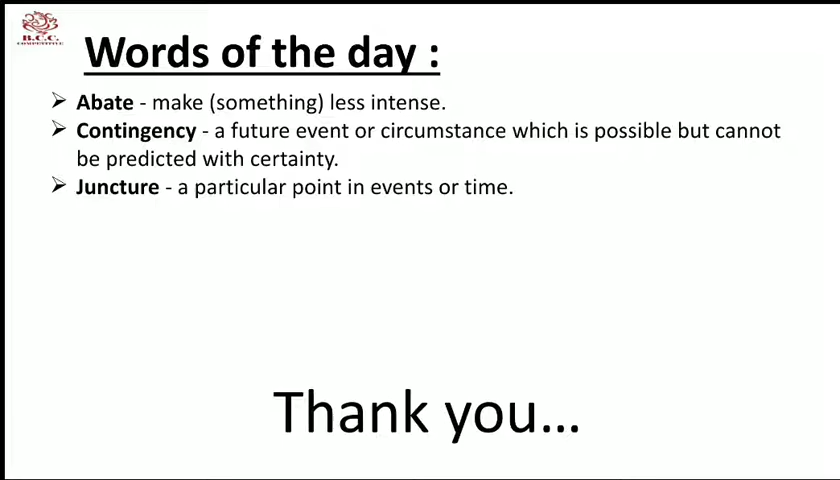 B.C.C.
COMPETITIVE
Words of the day :
➢ Abate - make (something) less intense.
➢ Contingency - a future event or circumstance which is possible but cannot
be predicted with certainty.
➢ Juncture - a particular point in events or time.
Thank you...